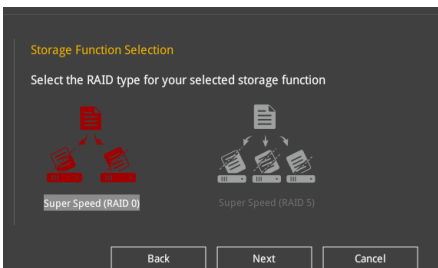 Storage Function Selection
Select the RAID type for your selected storage function
Super Speed (RAID 0)
Super Speed (RAID 5)
Back
Next
Cancel